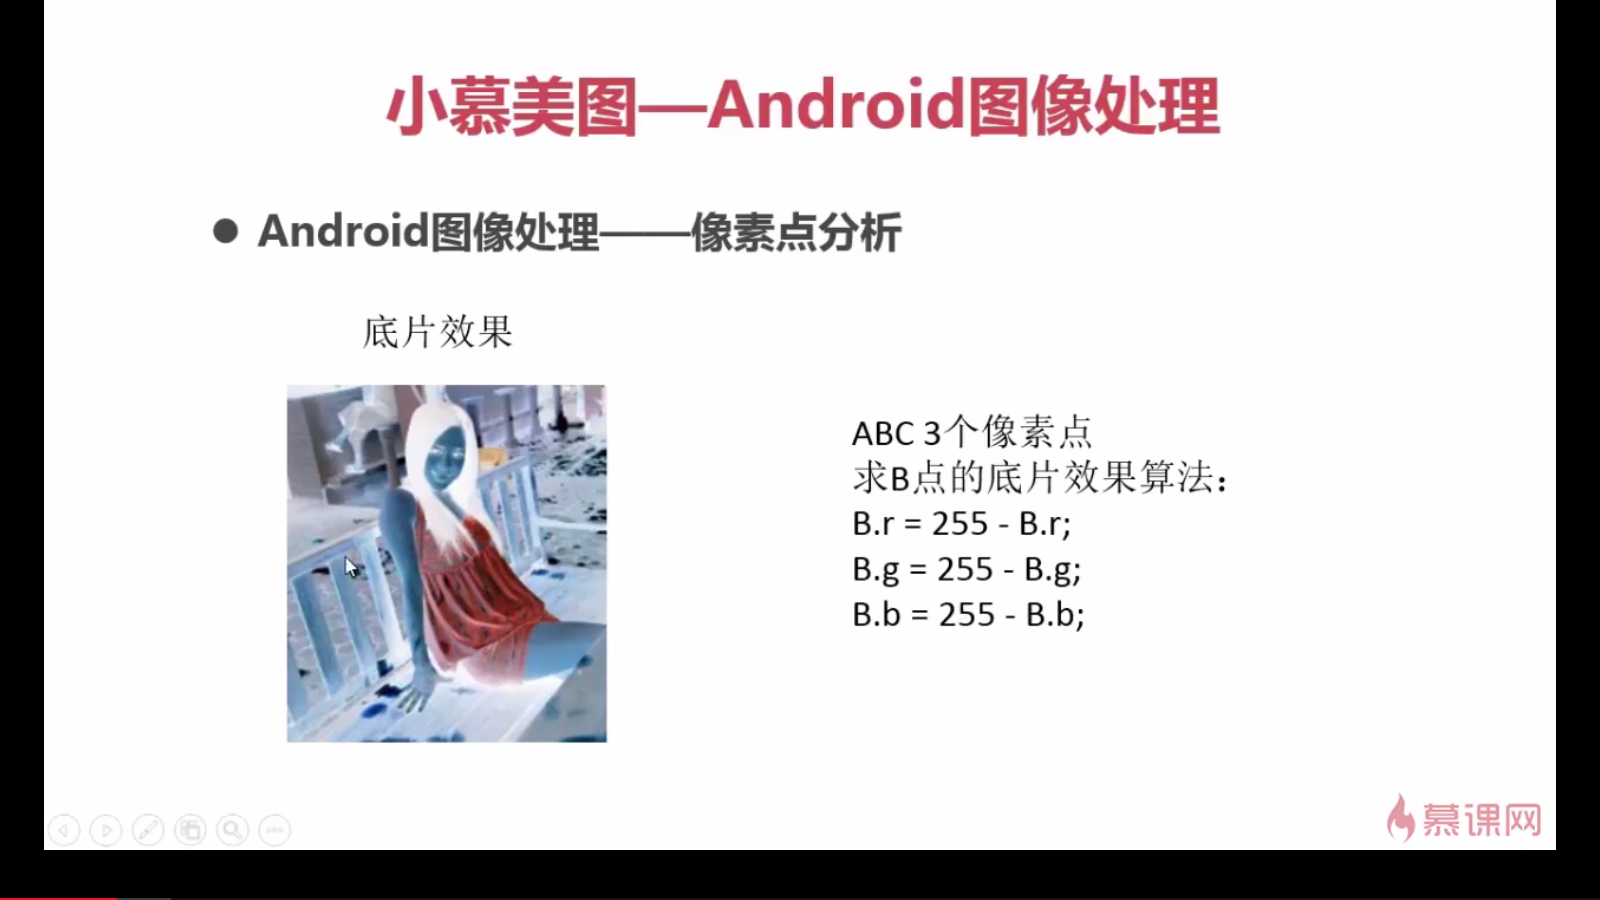 小慕美图—Android图像处理
Android图像处理——像素点分析
底片效果
ABC 3个像素点
求B点的底片效果算法：
B.r = 255 - B.r;
B.g = 255 - B.g;
B.b = 255 - B.b;
慕课网